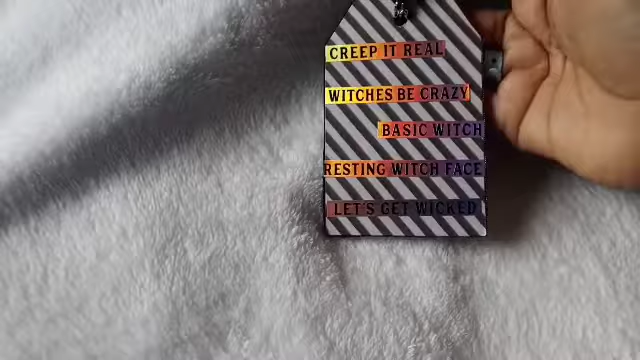 CREEP IT REAL
WITCHES BE CRAZY
BASIC WITCH
RESTING WITCH FACE
LET'S GET WICKED